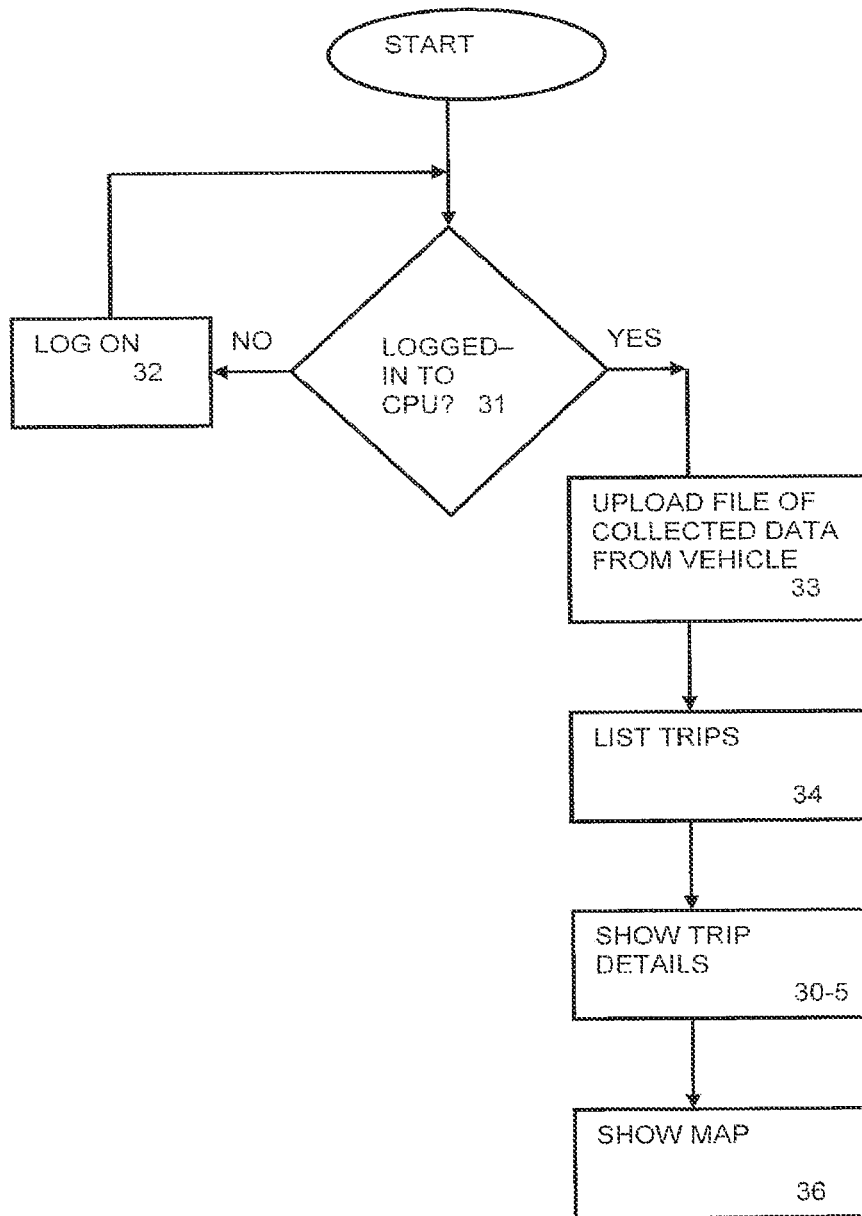 START
LOG ON
32
NO
LOGGED–
IN TO
CPU? 31
YES
UPLOAD FILE OF
COLLECTED DATA
FROM VEHICLE
33
LIST TRIPS
34
SHOW TRIP
DETAILS
30-5
SHOW MAP
36